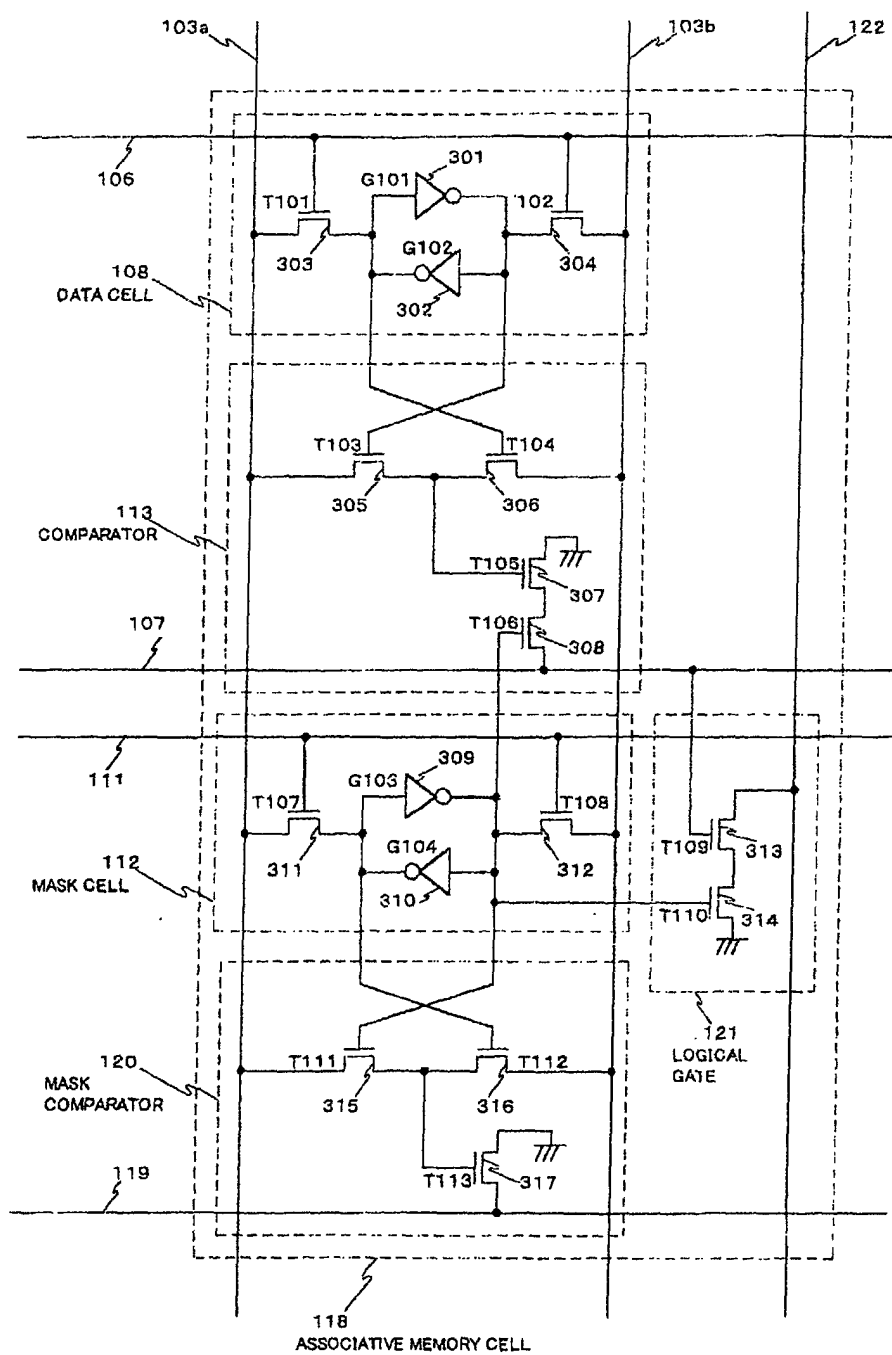 103a
103b
122
106
301
T101
G101
102
303
G102
304
108
DATA CELL
302
T103
T104
305
306
113
COMPARATOR
T105
307
107
T106
308
111
309
G103
T107
T108
G104
T109
313
112
MASK CELL
311
310
312
T110
314
121
LOGICAL
GATE
120
MASK
COMPARATOR
T111
T112
315
316
119
T113
317
118
ASSOCIATIVE MEMORY CELL